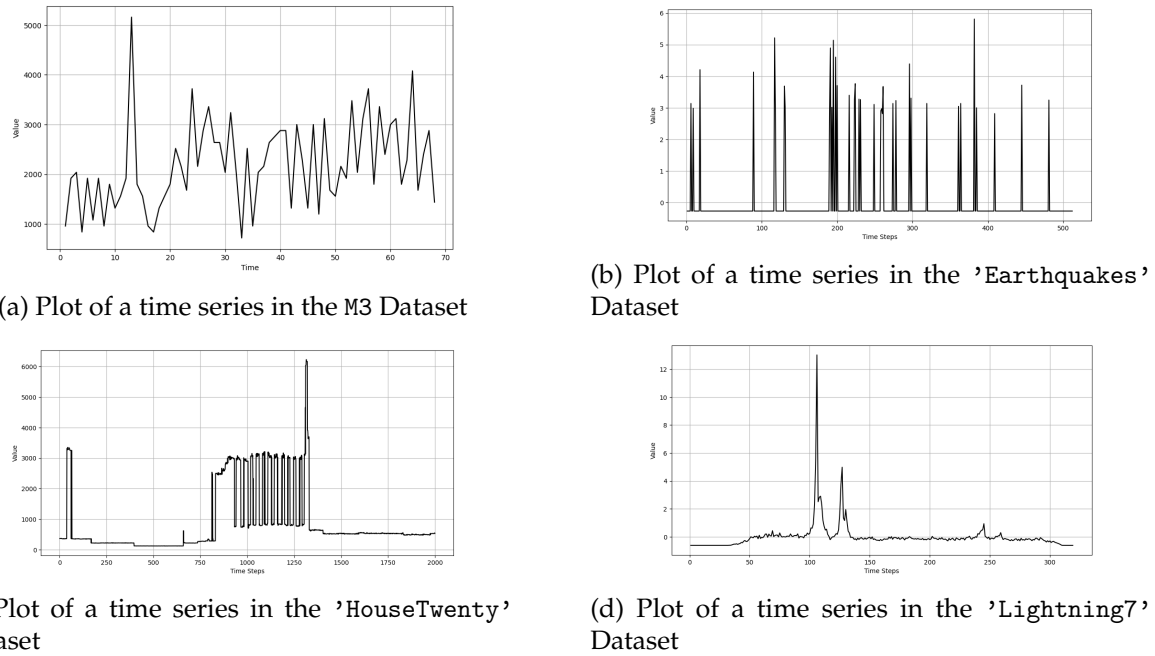 5000
4000
3000
2000
1000
Value
0 10 20 30 40 50 60 70
Time
(a) Plot of a time series in the M3 Dataset
6
5
4
3
2
1
0
Value
0 100 200 300 400 500
Time Steps
(b) Plot of a time series in the 'Earthquakes'
Dataset
6000
5000
4000
3000
2000
1000
0
Value
0 250 500 750 1000 1250 1500 1750 2000
Time Steps
Plot of a time series in the 'HouseTwenty'
aset
12
10
8
6
4
2
0
Value
0 50 100 150 200 250 300
Time Steps
(d) Plot of a time series in the 'Lightning7'
Dataset